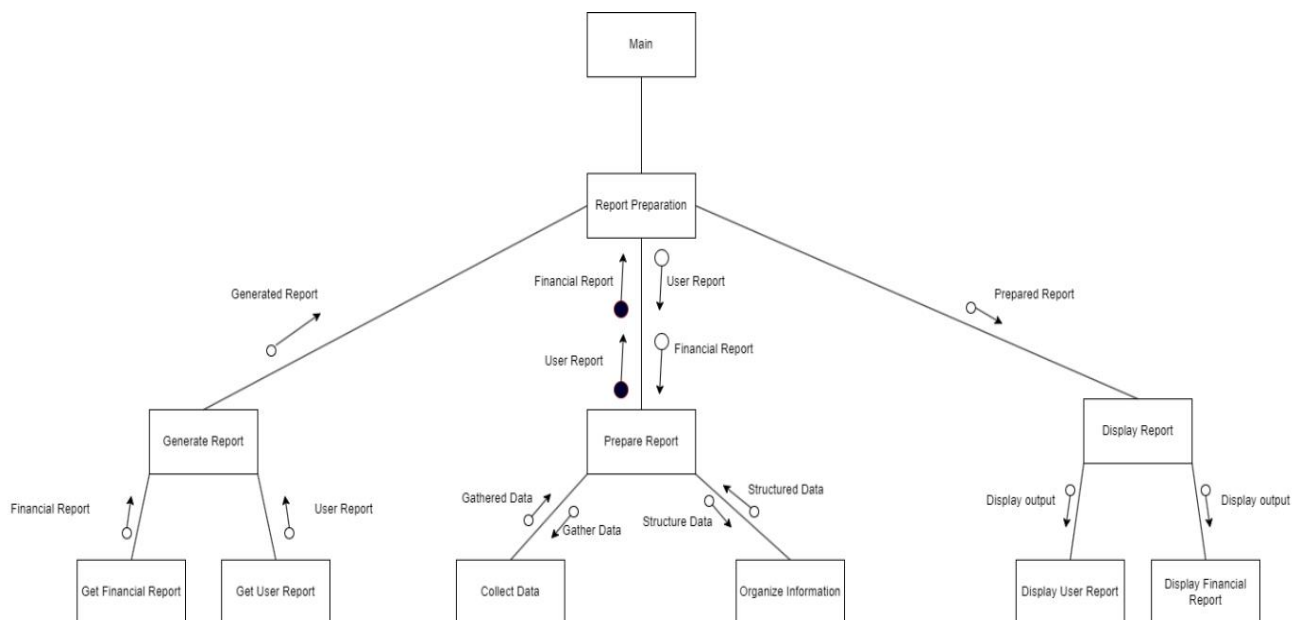 Main
Report Preparation
Generated Report
Financial Report
User Report
Prepared Report
User Report
Financial Report
Generate Report
Prepare Report
Display Report
Financial Report
User Report
Gathered Data
Gather Data
Structured Data
Structure Data
Display output
Display output
Get Financial Report
Get User Report
Collect Data
Organize Information
Display User Report
Display Financial
Report